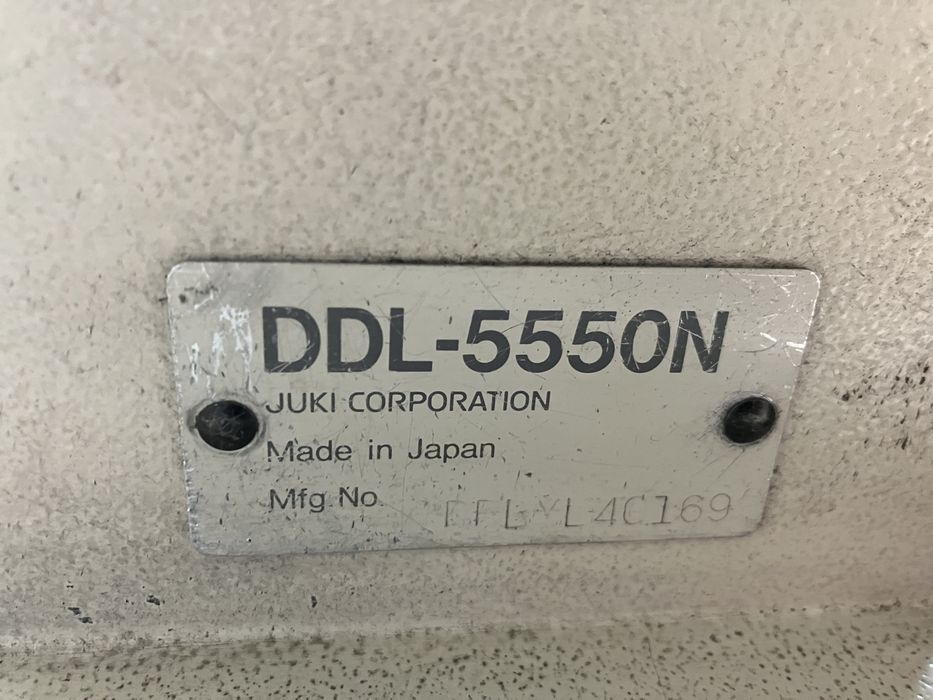 DDL-5550N
JUKI CORPORATION
Made in Japan
Mfg No.